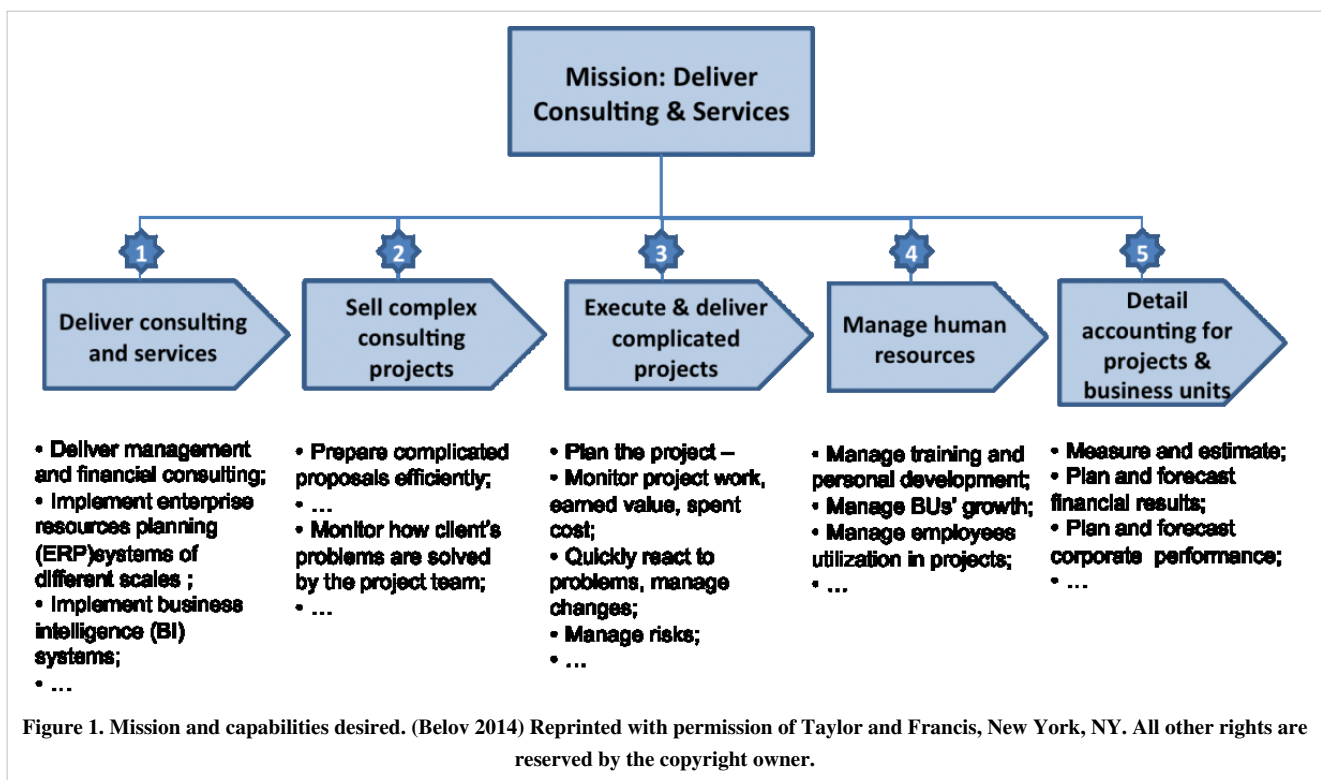 Mission: Deliver
Consulting & Services
1
2
3
4
5
Deliver consulting
and services
Sell complex
consulting
projects
Execute & deliver
complicated
projects
Manage human
resources
Detail
accounting for
projects &
business units
• Deliver management
and financial consulting;
• Implement enterprise
resources planning
(ERP)systems of
different scales ;
• Implement business
intelligence (BI)
systems;
• ...
• Prepare complicated
proposals efficiently;
• ...
• Monitor how client's
problems are solved
by the project team;
• ...
• Plan the project –
• Monitor project work,
earned value, spent
cost;
• Quickly react to
problems, manage
changes;
• Manage risks;
• ...
• Manage training and
personal development;
• Manage BUs' growth;
• Manage employees
utilization in projects;
• ...
• Measure and estimate;
• Plan and forecast
financial results;
• Plan and forecast
corporate performance;
• ...
Figure 1. Mission and capabilities desired. (Belov 2014) Reprinted with permission of Taylor and Francis, New York, NY. All other rights are
reserved by the copyright owner.